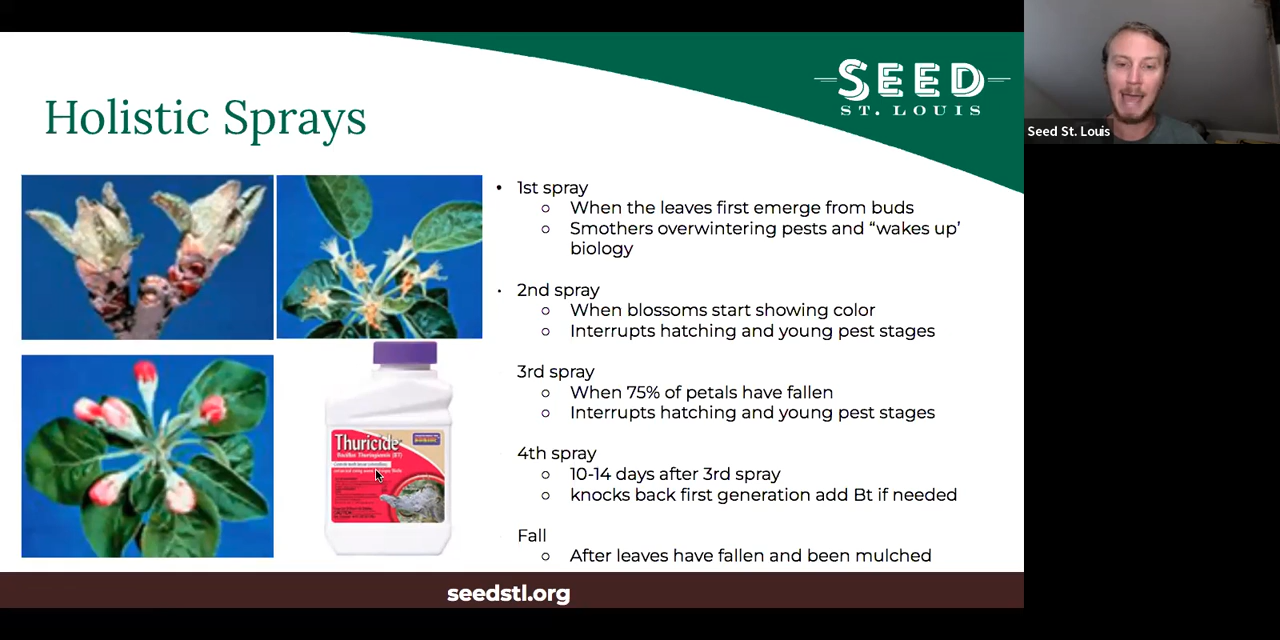 SEED
ST. LOUIS
Seed St. Louis
Holistic Sprays
• 1st spray
○ When the leaves first emerge from buds
○ Smothers overwintering pests and “wakes up’
biology
• 2nd spray
○ When blossoms start showing color
○ Interrupts hatching and young pest stages
3rd spray
○ When 75% of petals have fallen
○ Interrupts hatching and young pest stages
4th spray
○ 10-14 days after 3rd spray
○ knocks back first generation add Bt if needed
Fall
○ After leaves have fallen and been mulched
Thuricide
Bacillus Thuringiensis (BT)
seedstl.org